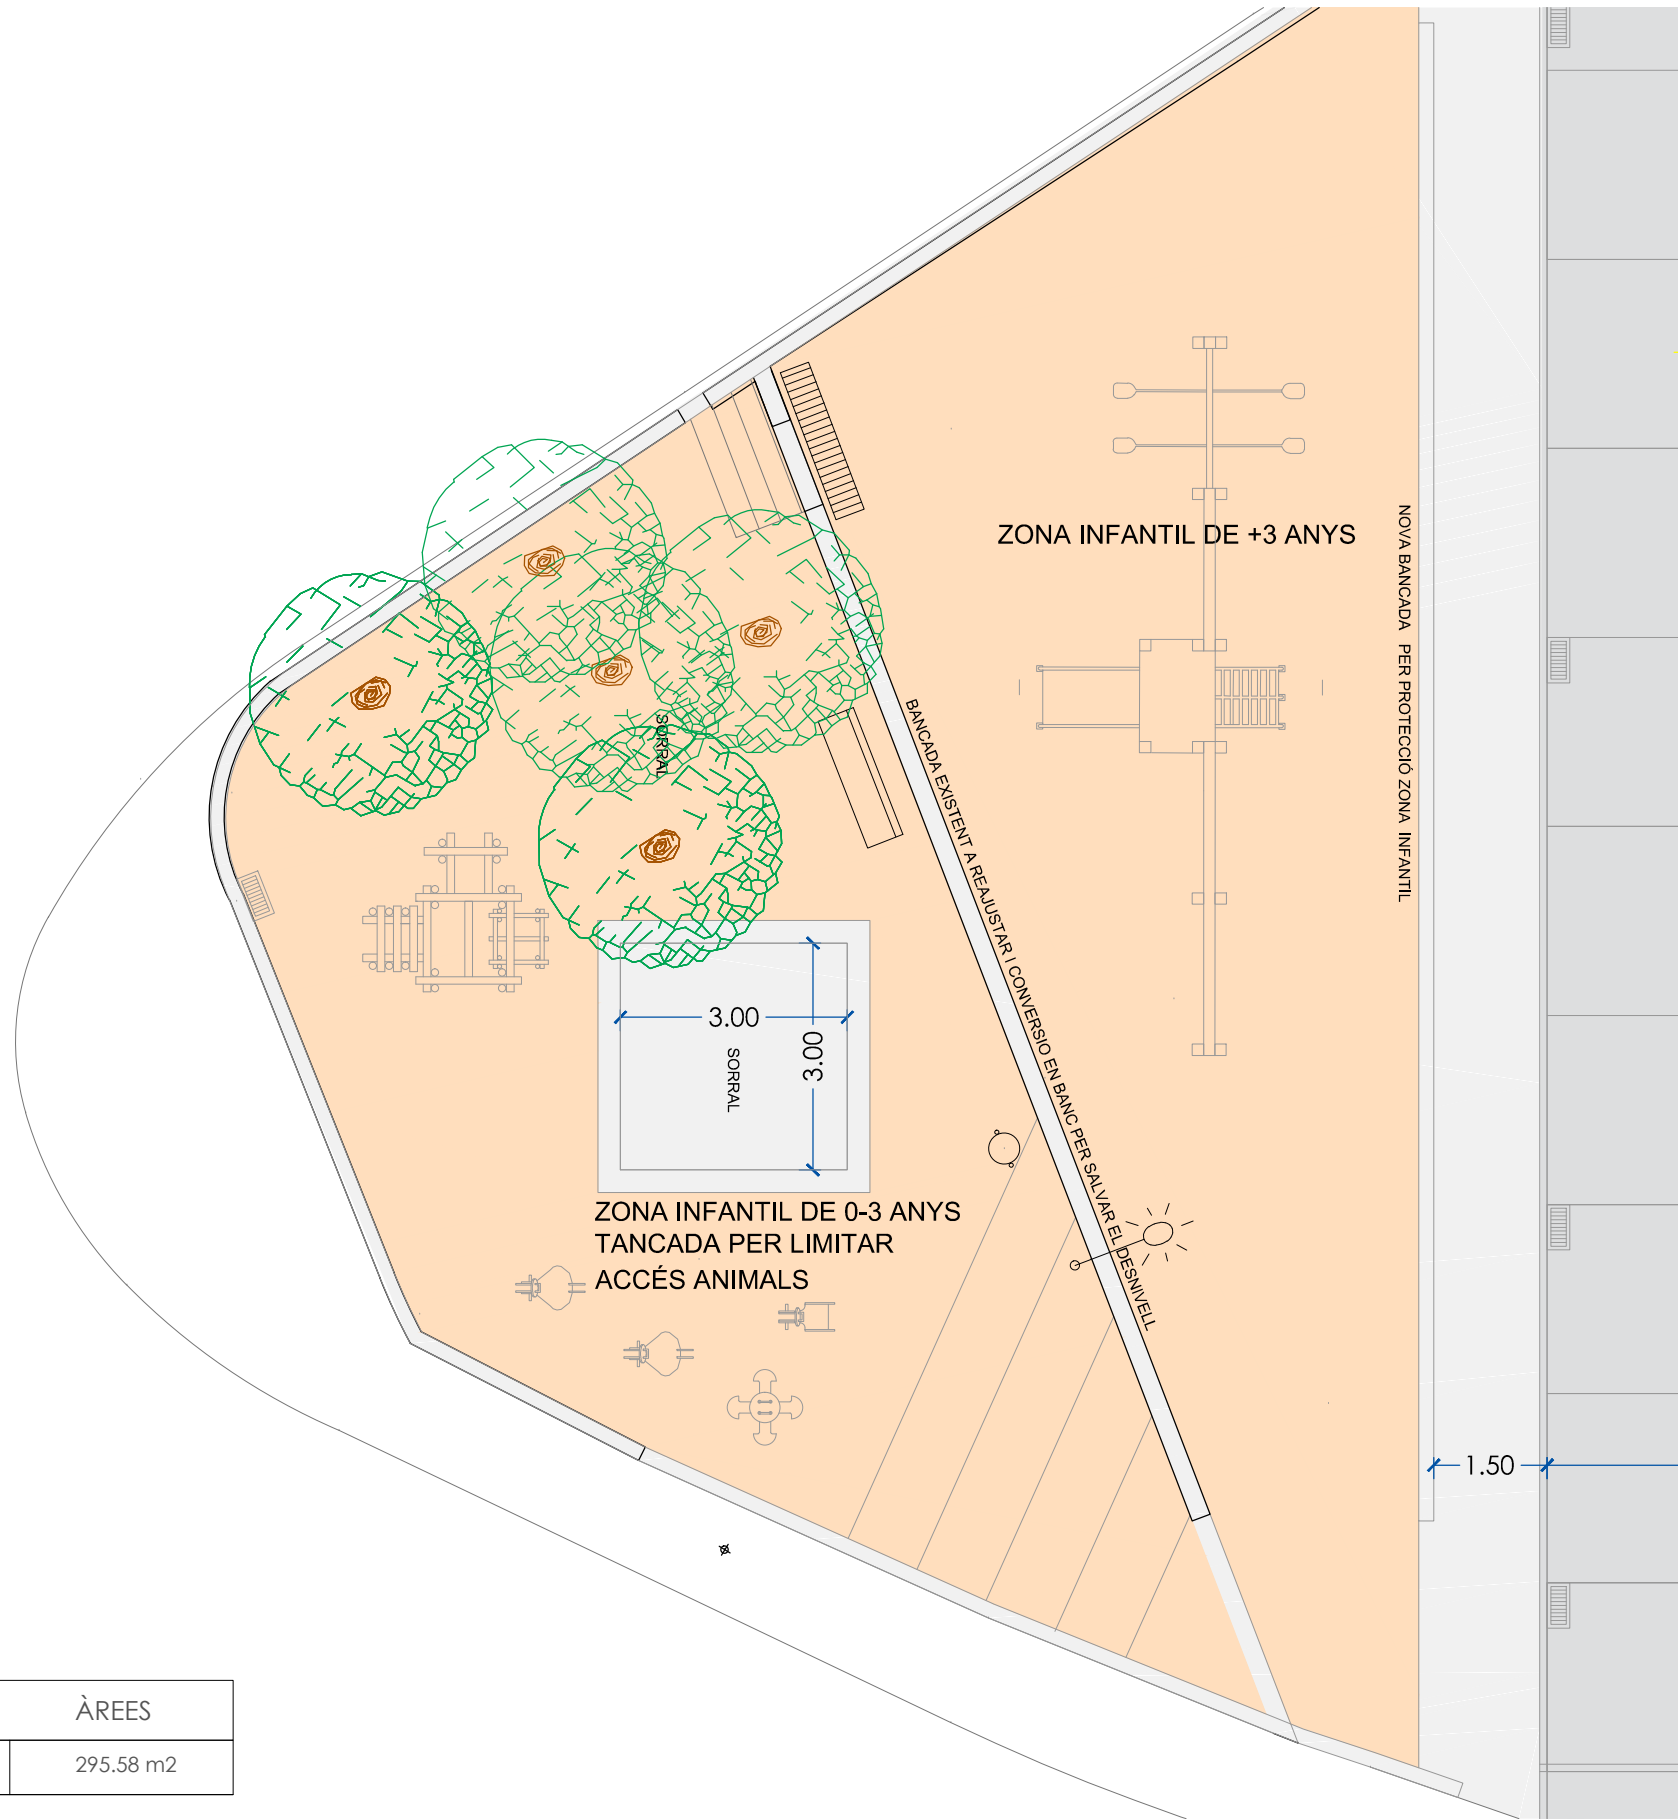 ZONA INFANTIL DE +3 ANYS
NOVA BANCADA PER PROTECCIÓ ZONA INFANTIL
SORRAL
BANCADA EXISTENT A REAJUSTAR I CONVERSIO EN BANC PER SALVAR EL DESNIVELL
3.00
3.00
SORRAL
ZONA INFANTIL DE 0-3 ANYS
TANCADA PER LIMITAR
ACCÉS ANIMALS
1.50
ÀREES
295.58 m2